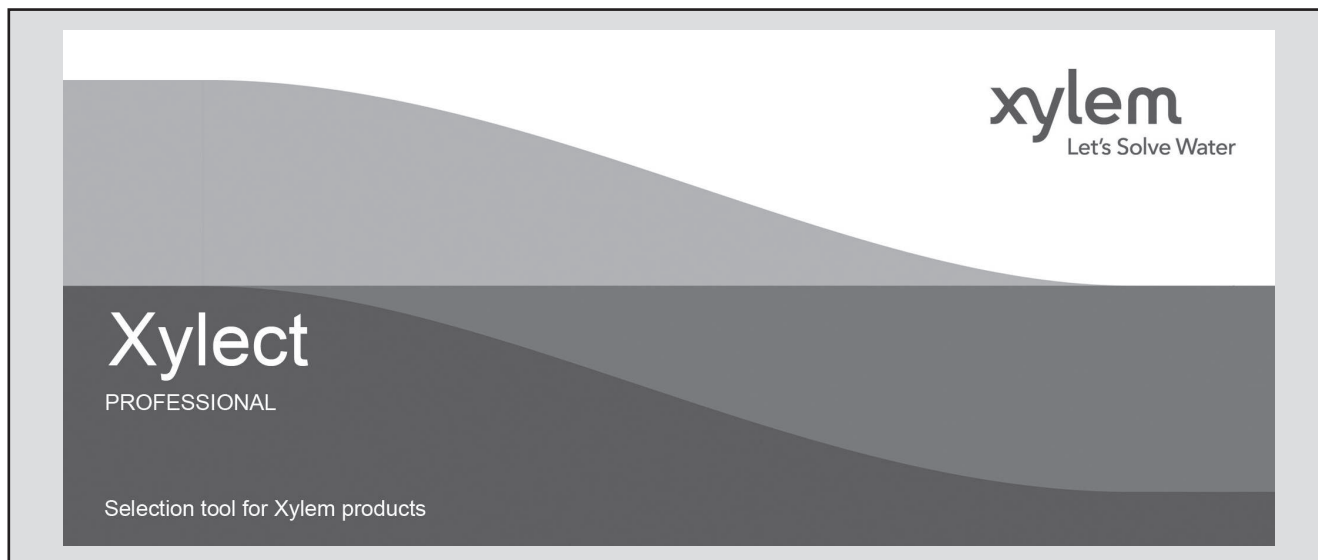 xylem
Let's Solve Water
Xylect
PROFESSIONAL
Selection tool for Xylem products